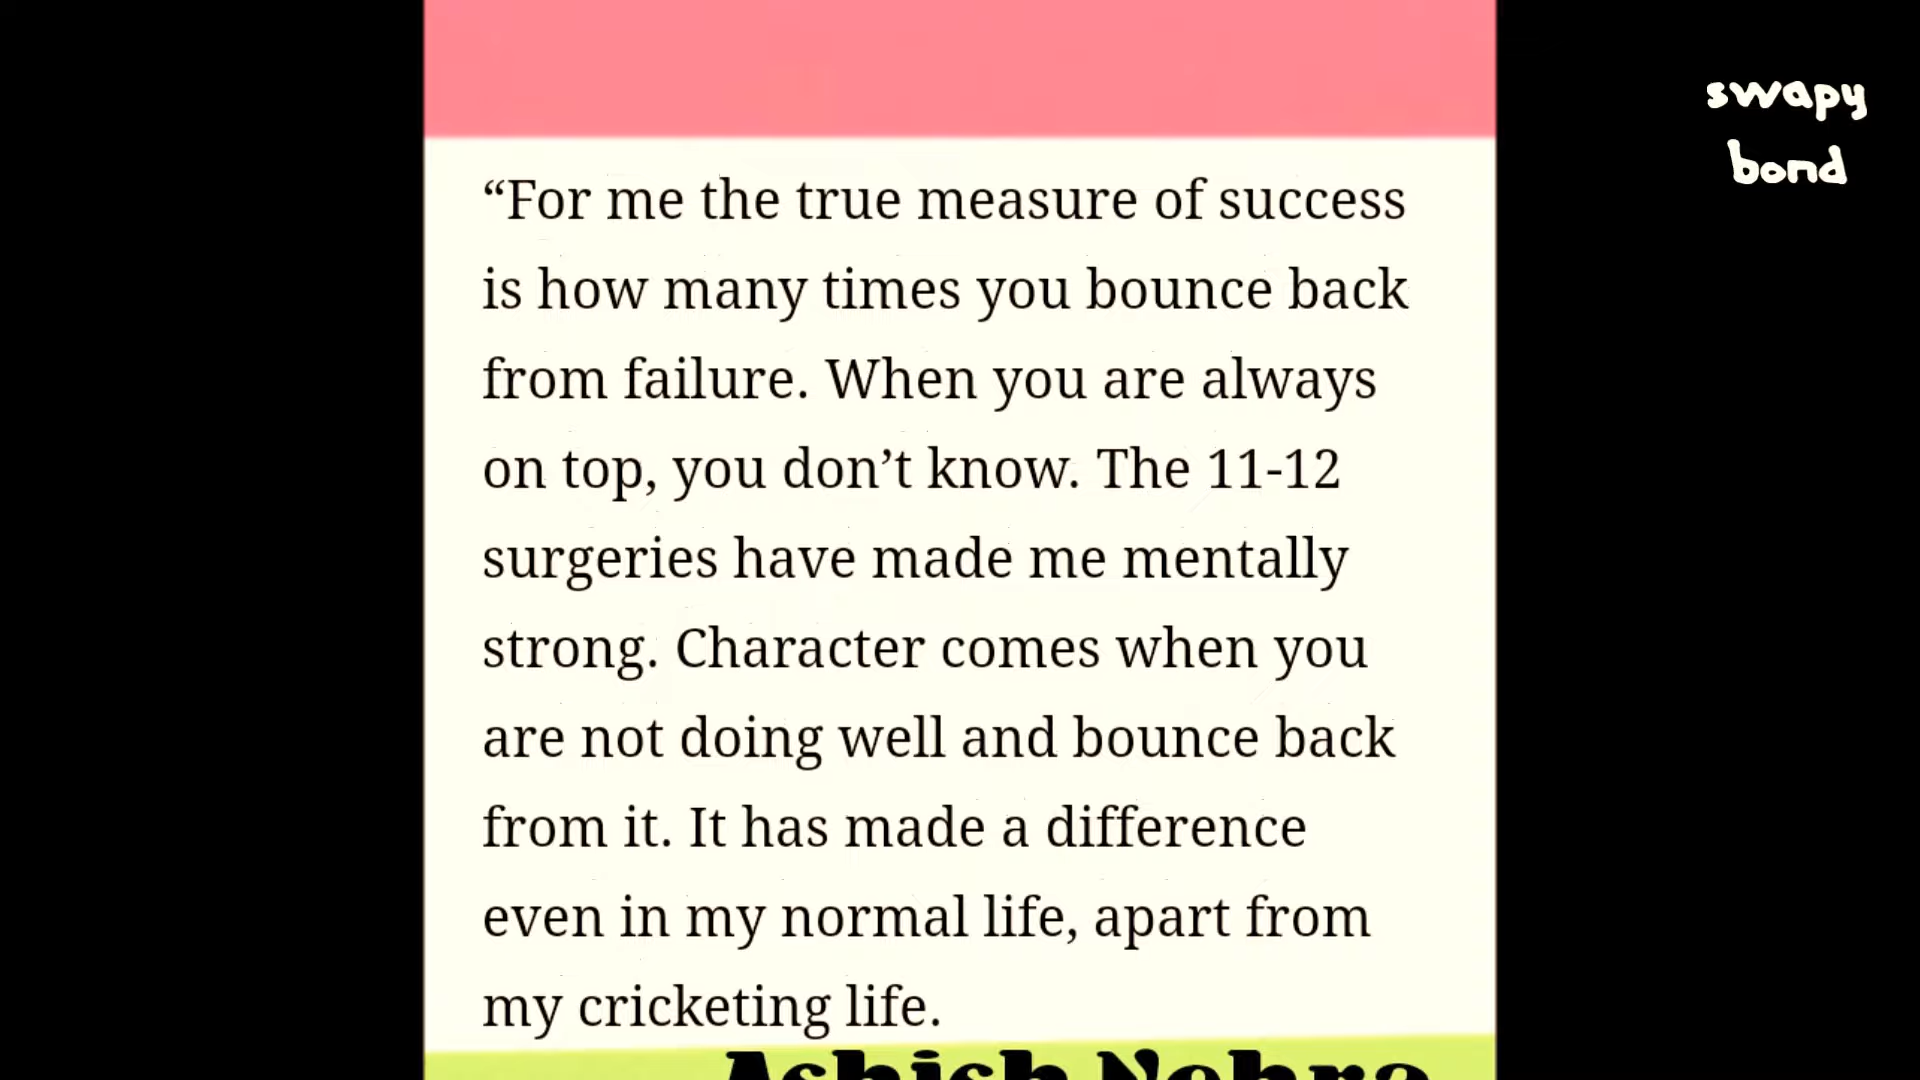 swapy
bond
“For me the true measure of success
is how many times you bounce back
from failure. When you are always
on top, you don’t know. The 11-12
surgeries have made me mentally
strong. Character comes when you
are not doing well and bounce back
from it. It has made a difference
even in my normal life, apart from
my cricketing life.
Ashish Nehra